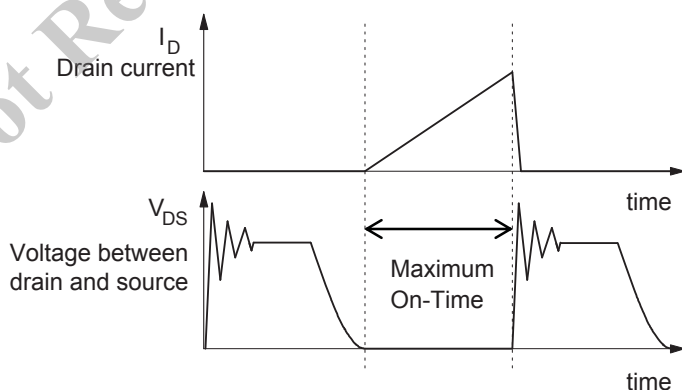 I_D
Drain current
time
V_DS
Voltage between
drain and source
Maximum
On-Time
time